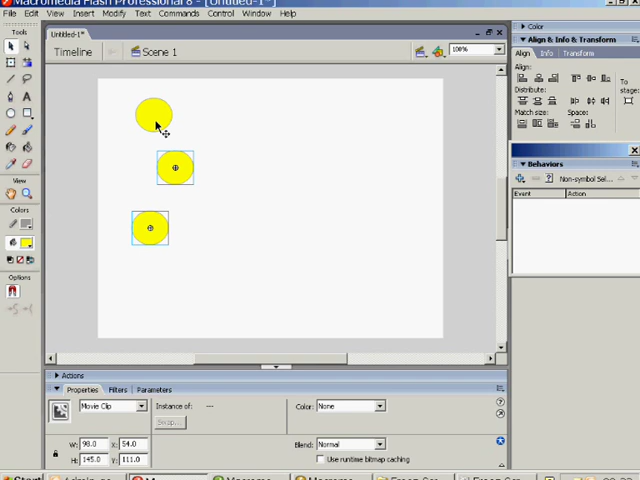 Macromedia Flash Professional 8 - [Untitled-1*]
File Edit View Insert Modify Text Commands Control Window Help
Tools
View
Colors
Options
Untitled-1*
Timeline
Scene 1
100%
Color
Align & Info & Transform
Align Info Transform
Align:
Distribute:
Match size:
Space:
To stage:
Behaviors
Non-symbol Sel...
Event Action
Actions
Properties Filters Parameters
Movie Clip
Instance of: ---
Swap...
Color: None
W: 98.0 X: 54.0
H: 145.0 Y: 111.0
Blend: Normal
Use runtime bitmap caching